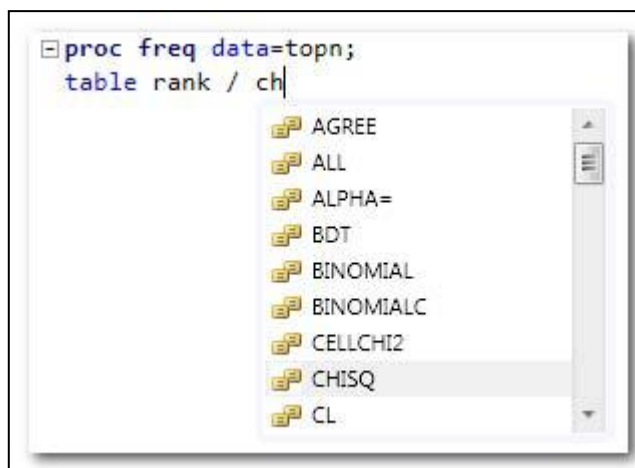 proc freq data=topn;
table rank / ch
AGREE
ALL
ALPHA=
BDT
BINOMIAL
BINOMIALC
CELLCHI2
CHISQ
CL